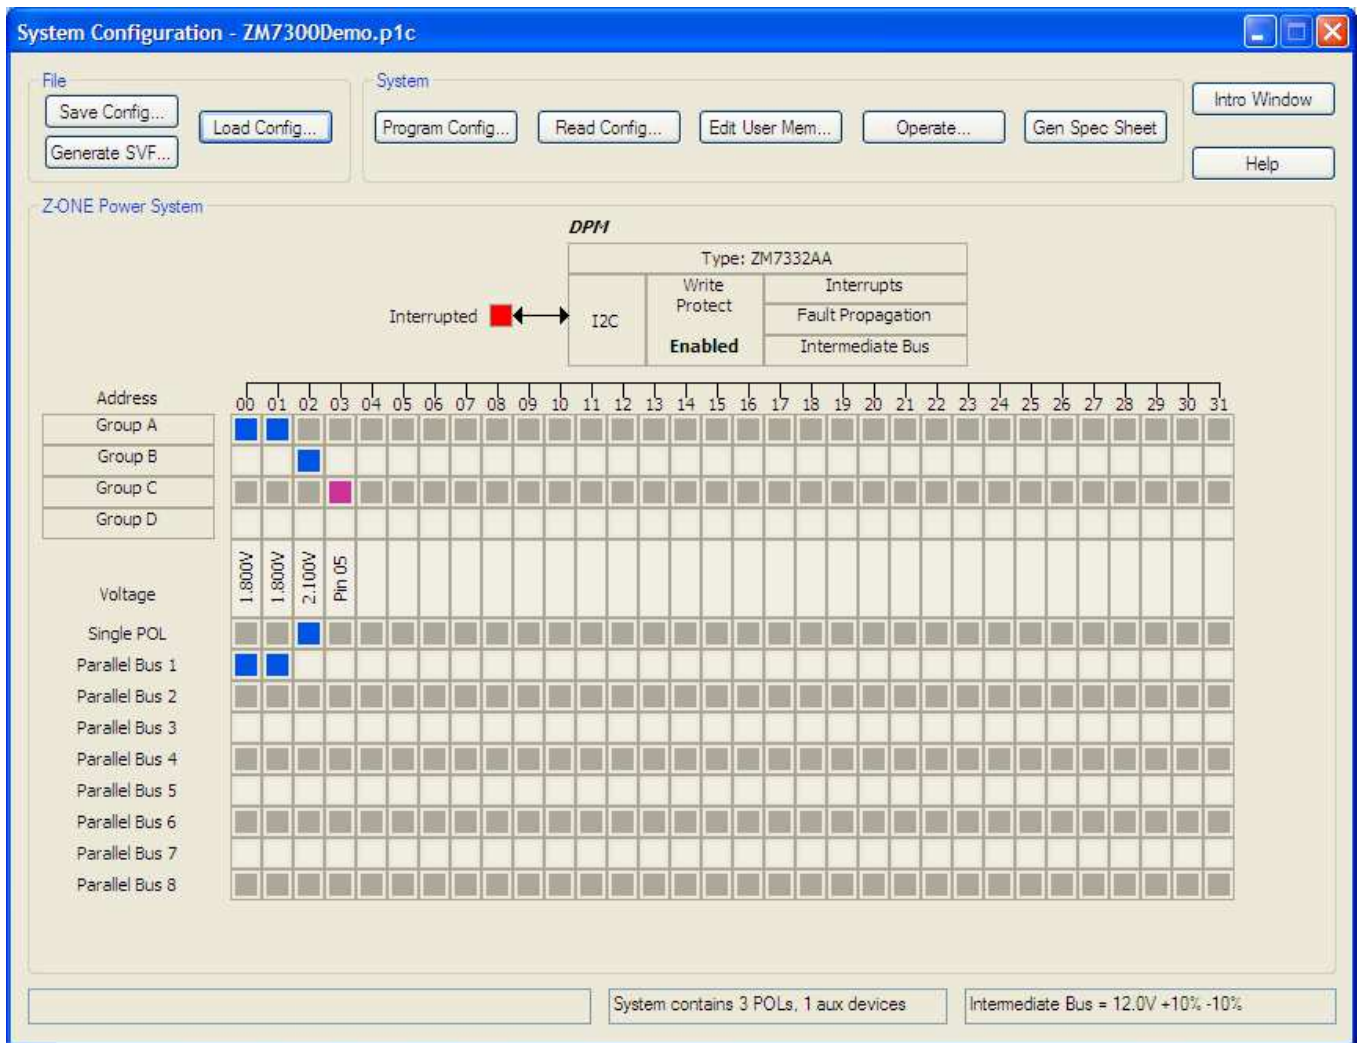 System Configuration - ZM7300Demo.p1c
File
System
Save Config...
Load Config...
Generate SVF...
Program Config...
Read Config...
Edit User Mem...
Operate...
Gen Spec Sheet
Intro Window
Help
Z-ONE Power System
DPM
Type: ZM7332AA
Interrupted
I2C
Write
Protect
Enabled
Interrupts
Fault Propagation
Intermediate Bus
Address 00 01 02 03 04 05 06 07 08 09 10 11 12 13 14 15 16 17 18 19 20 21 22 23 24 25 26 27 28 29 30 31
Group A
Group B
Group C
Group D
Voltage 1.800V 1.800V 2.100V Pin 05
Single POL
Parallel Bus 1
Parallel Bus 2
Parallel Bus 3
Parallel Bus 4
Parallel Bus 5
Parallel Bus 6
Parallel Bus 7
Parallel Bus 8
System contains 3 POLs, 1 aux devices
Intermediate Bus = 12.0V +10% -10%